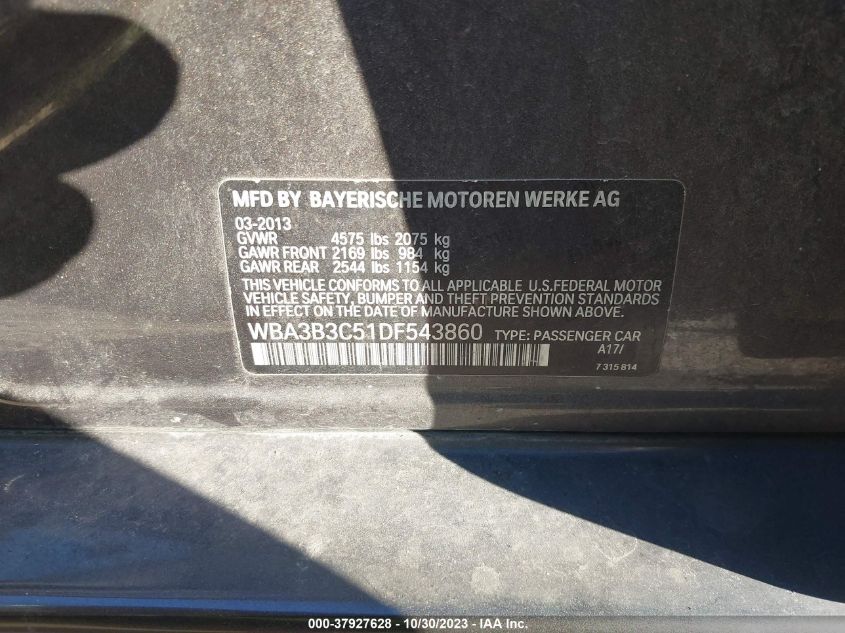 MFD BY BAYERISCHE MOTOREN WERKE AG
03-2013
GVWR 4575 lbs 2075 kg
GAWR FRONT 2169 lbs 984 kg
GAWR REAR 2544 lbs 1154 kg
THIS VEHICLE CONFORMS TO ALL APPLICABLE U.S.FEDERAL MOTOR
VEHICLE SAFETY, BUMPER AND THEFT PREVENTION STANDARDS
IN EFFECT ON THE DATE OF MANUFACTURE SHOWN ABOVE.
WBA3B3C51DF543860 TYPE: PASSENGER CAR
A17/
7 315 814
000-37927628 - 10/30/2023 - IAA Inc.